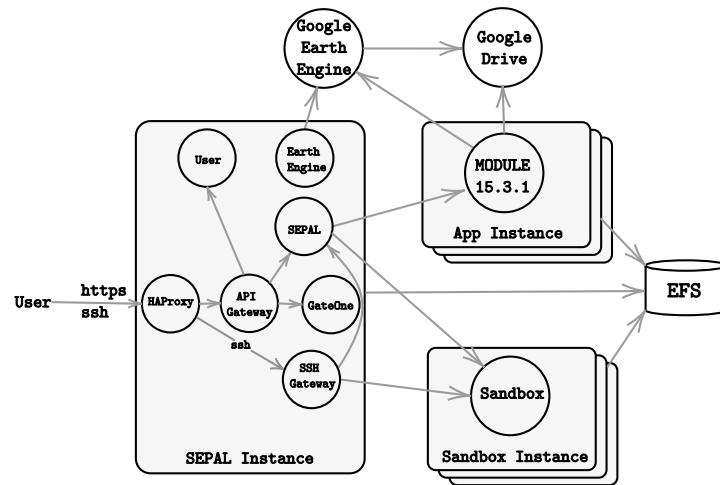 Google
Earth
Engine
Google
Drive
User
Earth
Engine
MODULE
15.3.1
SEPAL
App Instance
User
https
ssh
HAProxy
API
Gateway
GateOne
EFS
ssh
SSH
Gateway
Sandbox
SEPAL Instance
Sandbox Instance